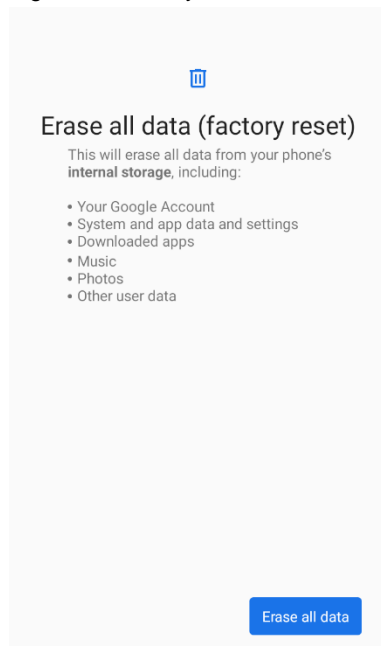 Erase all data (factory reset)
This will erase all data from your phone's
internal storage, including:
• Your Google Account
• System and app data and settings
• Downloaded apps
• Music
• Photos
• Other user data
Erase all data